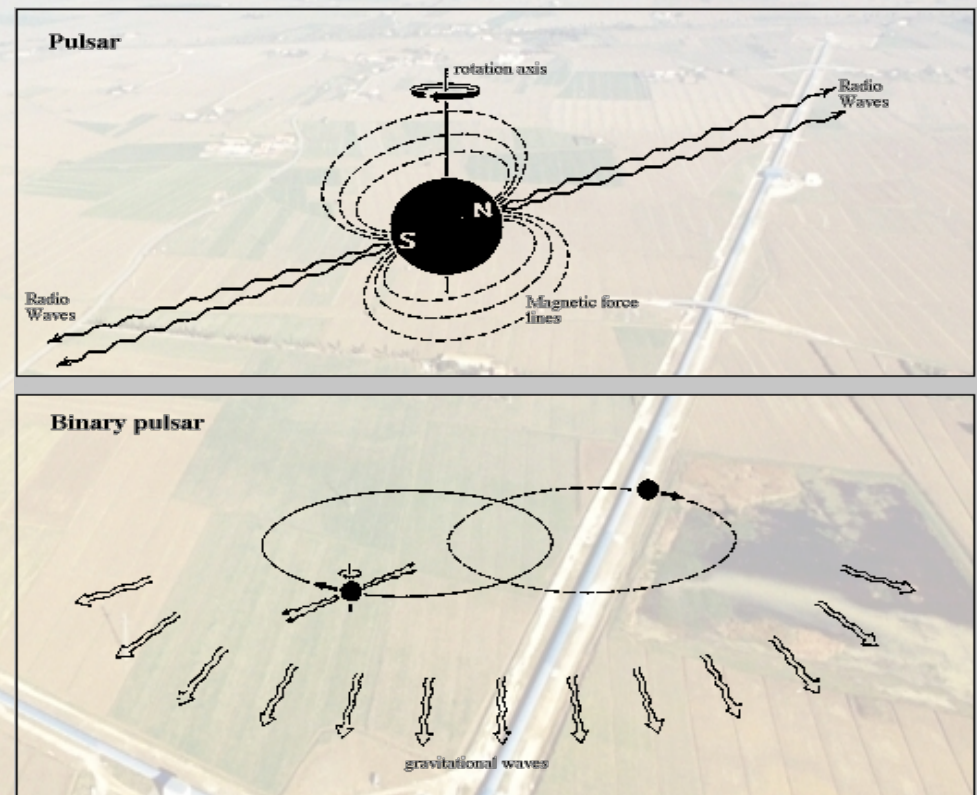 Pulsar
rotation axis
Radio
Waves
N
S
Radio
Waves
Magnetic force
lines
Binary pulsar
gravitational waves